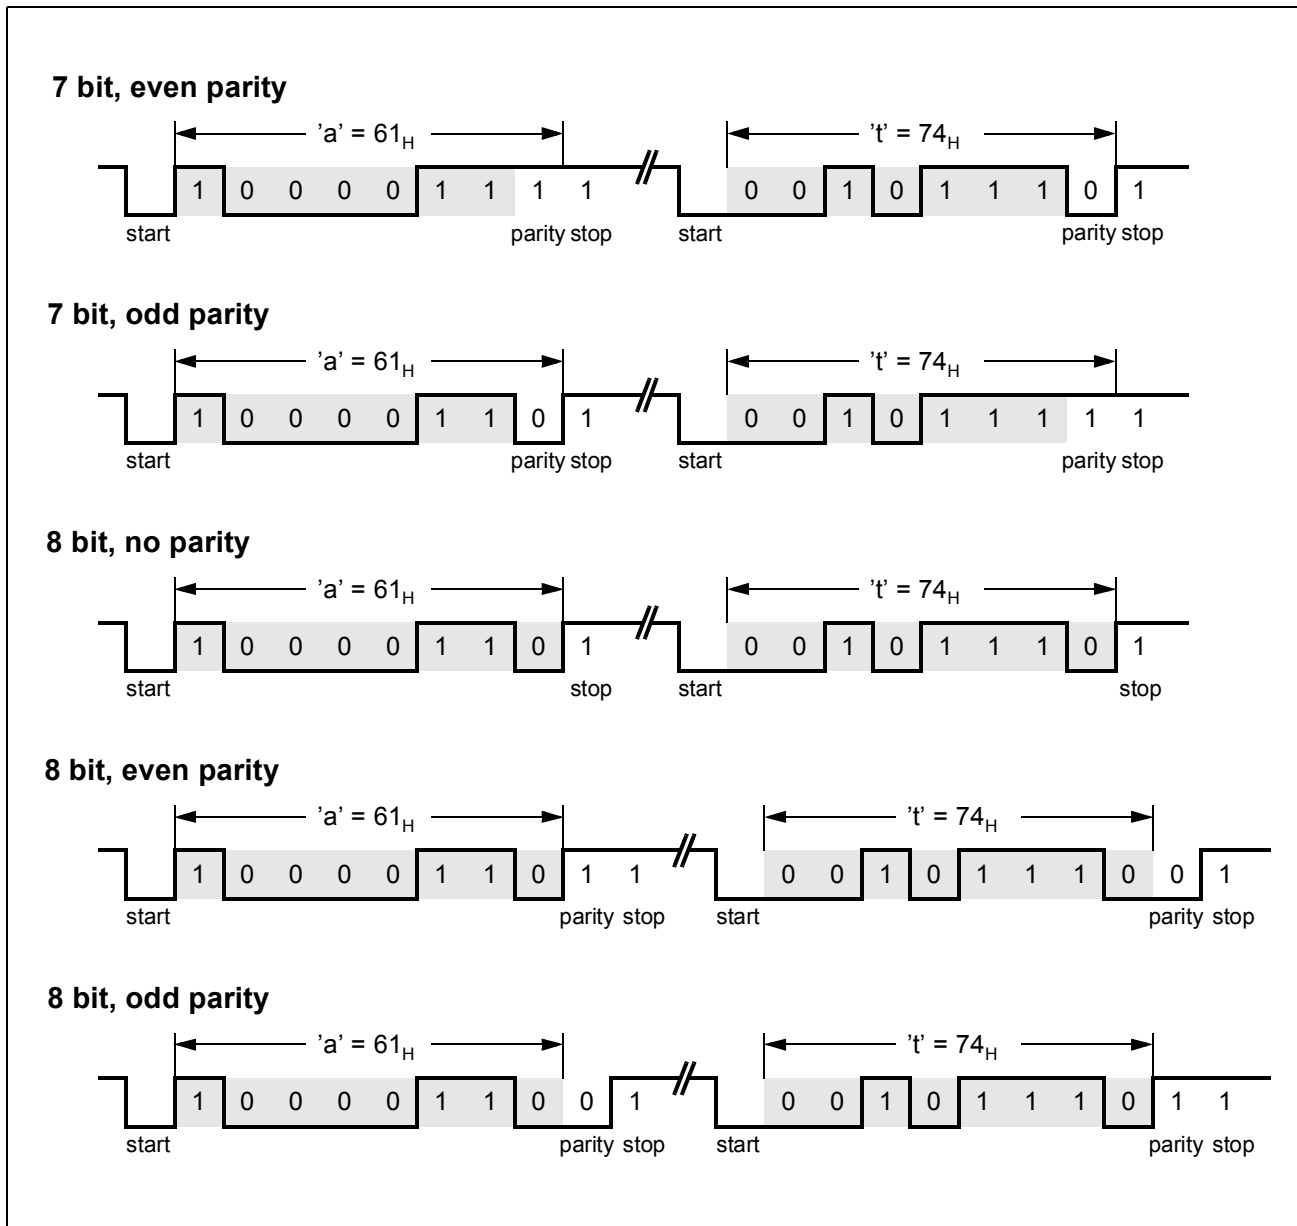 7 bit, even parity
’a’ = 61H ’t’ = 74H
1 0 0 0 0 1 1 1 1 0 0 1 0 1 1 1 0 1
start parity stop start parity stop
7 bit, odd parity
’a’ = 61H ’t’ = 74H
1 0 0 0 0 1 1 0 1 0 0 1 0 1 1 1 1 1
start parity stop start parity stop
8 bit, no parity
’a’ = 61H ’t’ = 74H
1 0 0 0 0 1 1 0 1 0 0 1 0 1 1 1 0 1
start stop start stop
8 bit, even parity
’a’ = 61H ’t’ = 74H
1 0 0 0 0 1 1 0 1 1 0 0 1 0 1 1 1 0 0 1
start parity stop start parity stop
8 bit, odd parity
’a’ = 61H ’t’ = 74H
1 0 0 0 0 1 1 0 0 1 0 0 1 0 1 1 1 0 1 1
start parity stop start parity stop